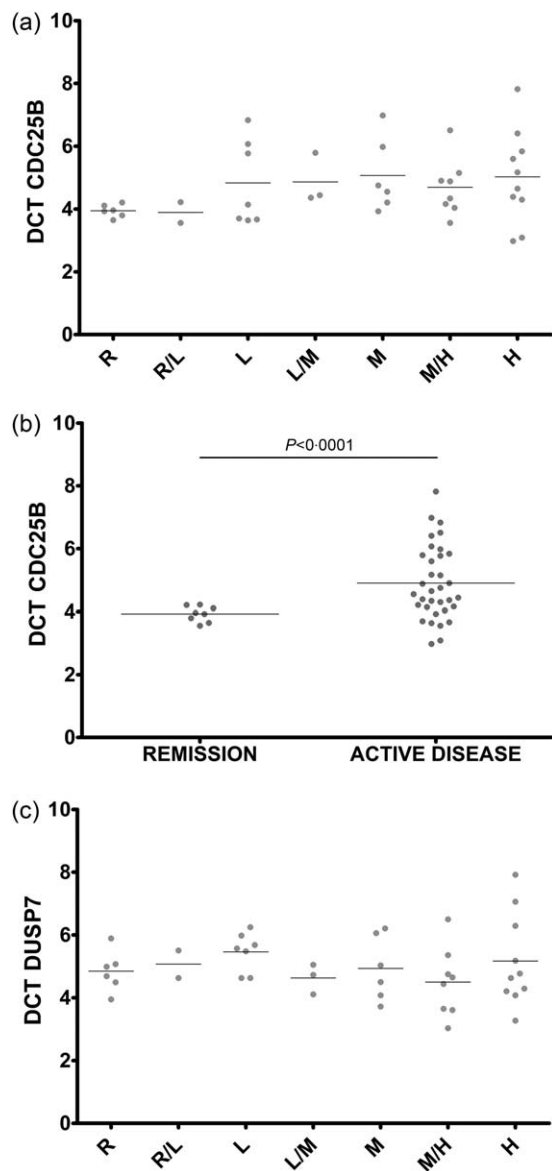 (a)
DCT CDC25B
10
8
6
4
2
0
R R/L L L/M M M/H H
(b)
DCT CDC25B
10
8
6
4
2
0
P<0·0001
REMISSION ACTIVE DISEASE
(c)
DCT DUSP7
10
8
6
4
2
0
R R/L L L/M M M/H H